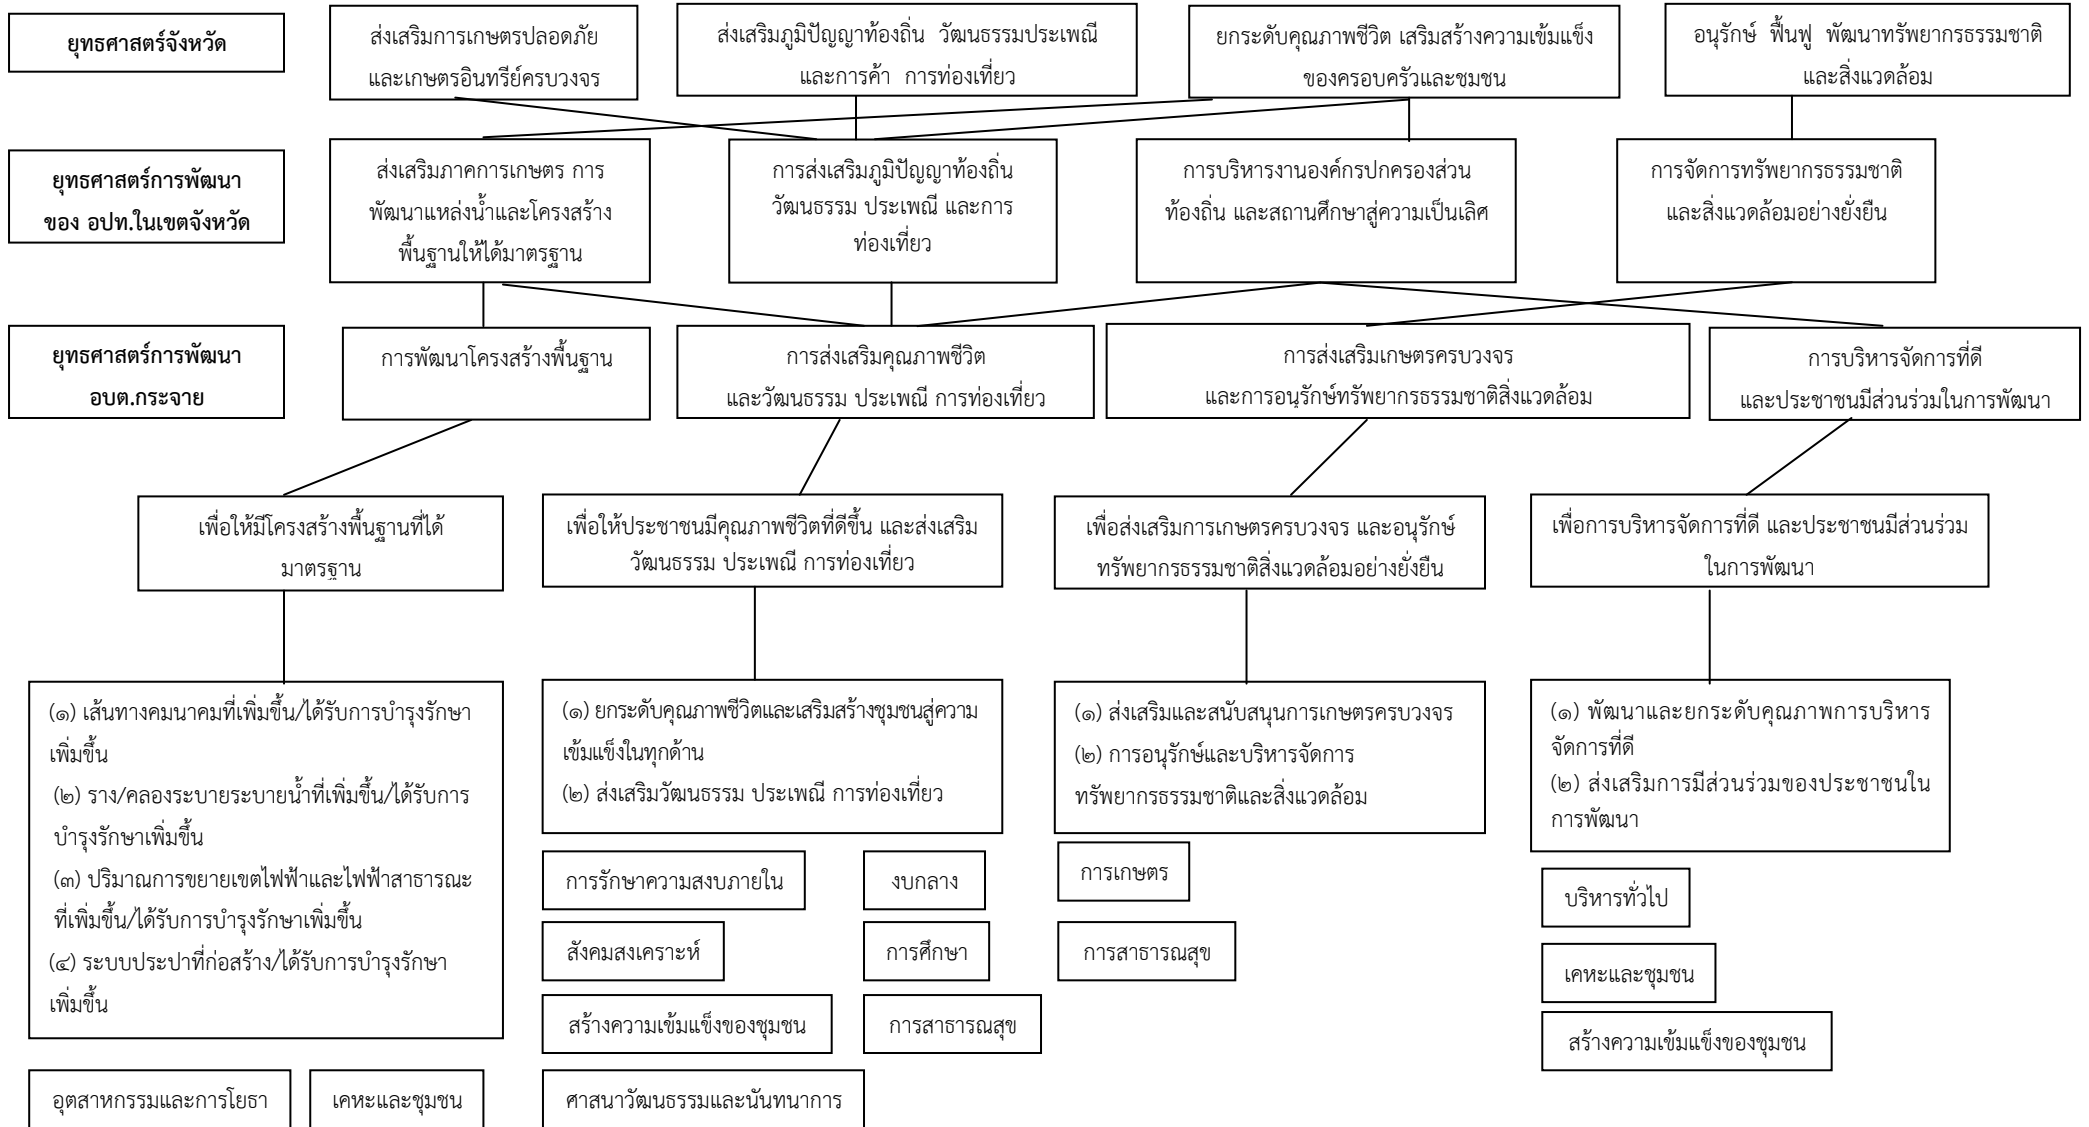 ยุทธศาสตร์จังหวัด
ส่งเสริมการเกษตรปลอดภัย
และเกษตรอินทรีย์ครบวงจร
ส่งเสริมภูมิปัญญาท้องถิ่น วัฒนธรรมประเพณี
และการค้า การท่องเที่ยว
ยกระดับคุณภาพชีวิต เสริมสร้างความเข้มแข็ง
ของครอบครัวและชุมชน
อนุรักษ์ ฟื้นฟู พัฒนาทรัพยากรธรรมชาติ
และสิ่งแวดล้อม
ยุทธศาสตร์การพัฒนา
ของ อปท.ในเขตจังหวัด
ส่งเสริมภาคการเกษตร การ
พัฒนาแหล่งน้ำและโครงสร้าง
พื้นฐานให้ได้มาตรฐาน
การส่งเสริมภูมิปัญญาท้องถิ่น
วัฒนธรรม ประเพณี และการ
ท่องเที่ยว
การบริหารงานองค์กรปกครองส่วน
ท้องถิ่น และสถานศึกษาสู่ความเป็นเลิศ
การจัดการทรัพยากรธรรมชาติ
และสิ่งแวดล้อมอย่างยั่งยืน
ยุทธศาสตร์การพัฒนา
อบต.กระจาย
การพัฒนาโครงสร้างพื้นฐาน
การส่งเสริมคุณภาพชีวิต
และวัฒนธรรม ประเพณี การท่องเที่ยว
การส่งเสริมเกษตรครบวงจร
และการอนุรักษ์ทรัพยากรธรรมชาติสิ่งแวดล้อม
การบริหารจัดการที่ดี
และประชาชนมีส่วนร่วมในการพัฒนา
เพื่อให้มีโครงสร้างพื้นฐานที่ได้
มาตรฐาน
เพื่อให้ประชาชนมีคุณภาพชีวิตที่ดีขึ้น และส่งเสริม
วัฒนธรรม ประเพณี การท่องเที่ยว
เพื่อส่งเสริมการเกษตรครบวงจร และอนุรักษ์
ทรัพยากรธรรมชาติสิ่งแวดล้อมอย่างยั่งยืน
เพื่อการบริหารจัดการที่ดี และประชาชนมีส่วนร่วม
ในการพัฒนา
(๑) เส้นทางคมนาคมที่เพิ่มขึ้น/ได้รับการบำรุงรักษา
เพิ่มขึ้น
(๒) ราง/คลองระบายระบายน้ำที่เพิ่มขึ้น/ได้รับการ
บำรุงรักษาเพิ่มขึ้น
(๓) ปริมาณการขยายเขตไฟฟ้าและไฟฟ้าสาธารณะ
ที่เพิ่มขึ้น/ได้รับการบำรุงรักษาเพิ่มขึ้น
(๔) ระบบประปาที่ก่อสร้าง/ได้รับการบำรุงรักษา
เพิ่มขึ้น
(๑) ยกระดับคุณภาพชีวิตและเสริมสร้างชุมชนสู่ความ
เข้มแข็งในทุกด้าน
(๒) ส่งเสริมวัฒนธรรม ประเพณี การท่องเที่ยว
(๑) ส่งเสริมและสนับสนุนการเกษตรครบวงจร
(๒) การอนุรักษ์และบริหารจัดการ
ทรัพยากรธรรมชาติและสิ่งแวดล้อม
(๑) พัฒนาและยกระดับคุณภาพการบริหาร
จัดการที่ดี
(๒) ส่งเสริมการมีส่วนร่วมของประชาชนใน
การพัฒนา
การรักษาความสงบภายใน
งบกลาง
การเกษตร
บริหารทั่วไป
สังคมสงเคราะห์
การศึกษา
การสาธารณสุข
เคหะและชุมชน
สร้างความเข้มแข็งของชุมชน
การสาธารณสุข
สร้างความเข้มแข็งของชุมชน
อุตสาหกรรมและการโยธา
เคหะและชุมชน
ศาสนาวัฒนธรรมและนันทนาการ